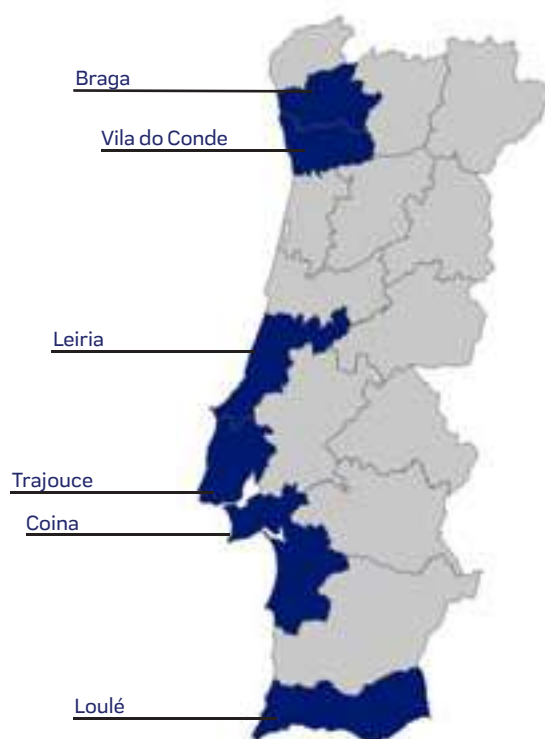 Braga
Vila do Conde
Leiria
Trajouce
Coina
Loulé